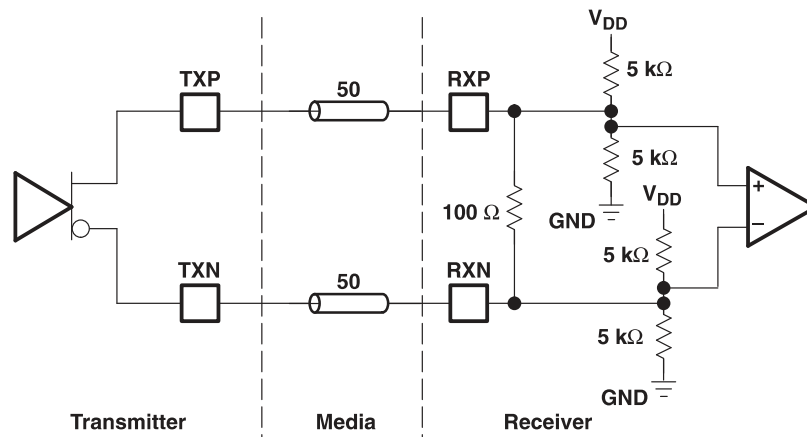 V_DD
5 kΩ
TXP
50
RXP
5 kΩ
V_DD
+
100 Ω
GND
−
TXN
50
RXN
5 kΩ
5 kΩ
GND
Transmitter
Media
Receiver